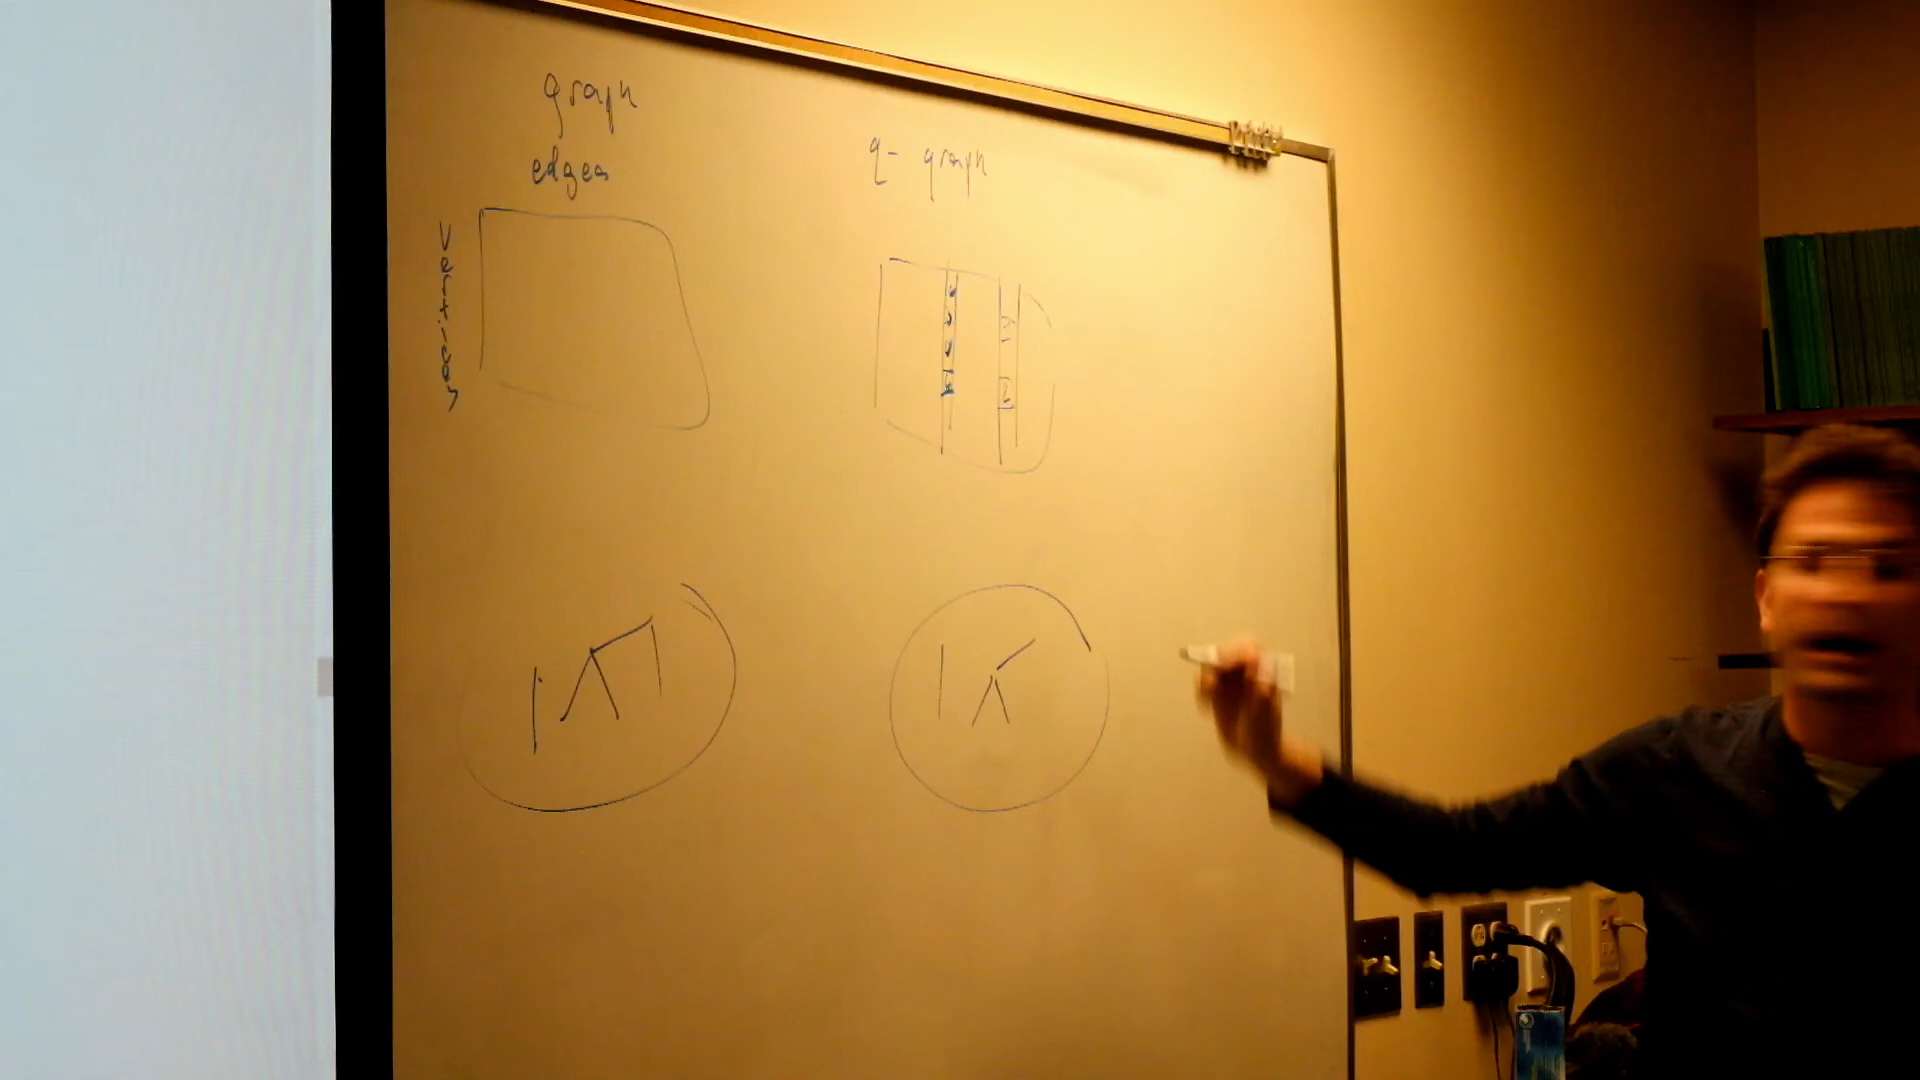 graph
edges
vertices
q- graph